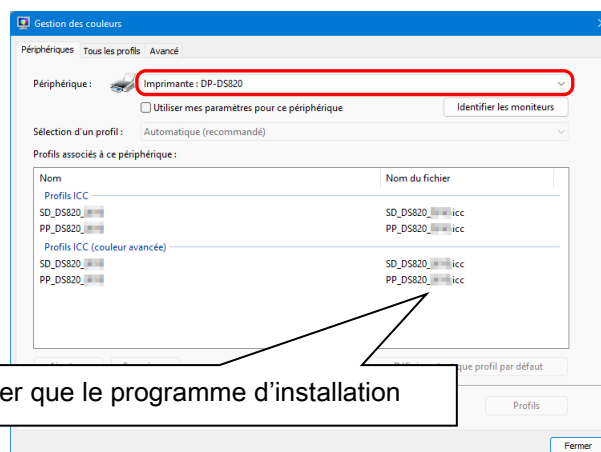 Gestion des couleurs
Périphériques Tous les profils Avancé
Périphérique : Imprimante : DP-DS820
Utiliser mes paramètres pour ce périphérique Identifier les moniteurs
Sélection d'un profil : Automatique (recommandé)
Profils associés à ce périphérique :
Nom Nom du fichier
Profils ICC
SD_DS820_ SD_DS820_ icc
PP_DS820_ PP_DS820_ icc
Profils ICC (couleur avancée)
SD_DS820_ SD_DS820_ icc
PP_DS820_ PP_DS820_ icc
que profil par défaut
er que le programme d’installation
Profils
Fermer